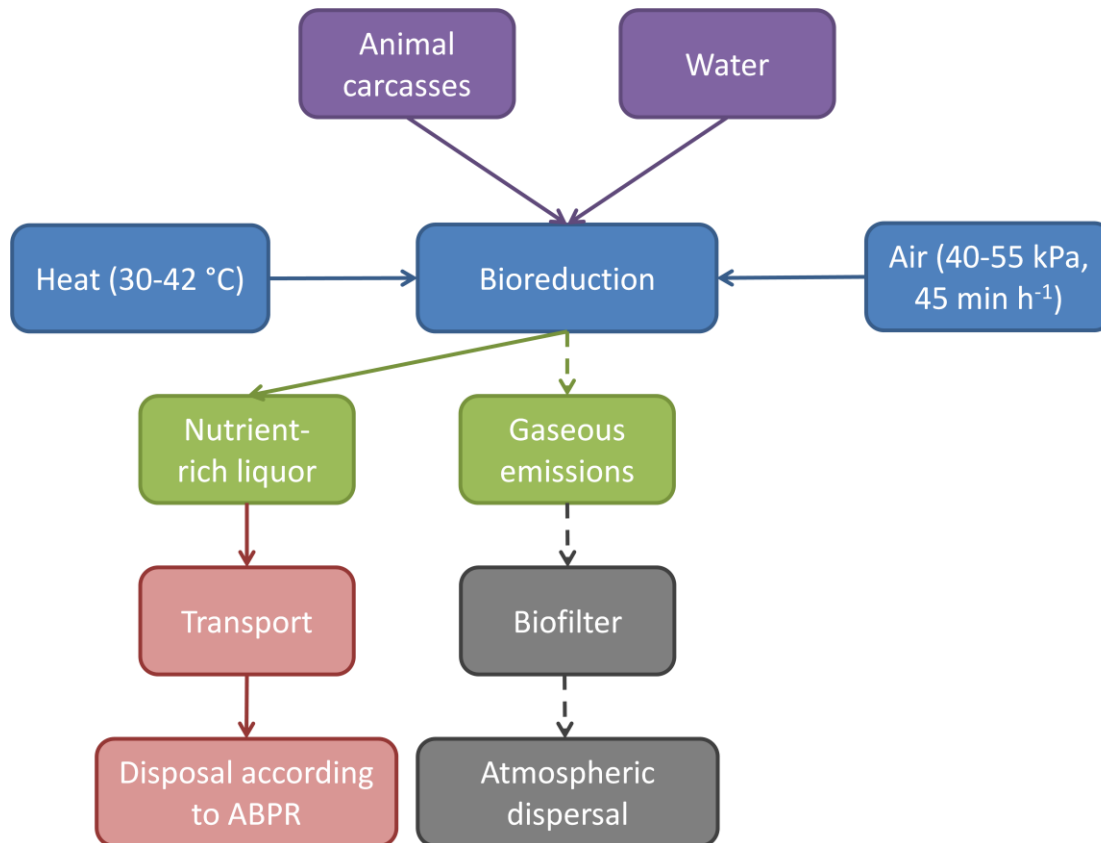 Animal
carcasses
Water
Heat (30-42 °C)
Bioreduction
Air (40-55 kPa,
45 min h⁻¹)
Nutrient-
rich liquor
Gaseous
emissions
Transport
Biofilter
Disposal according
to ABPR
Atmospheric
dispersal